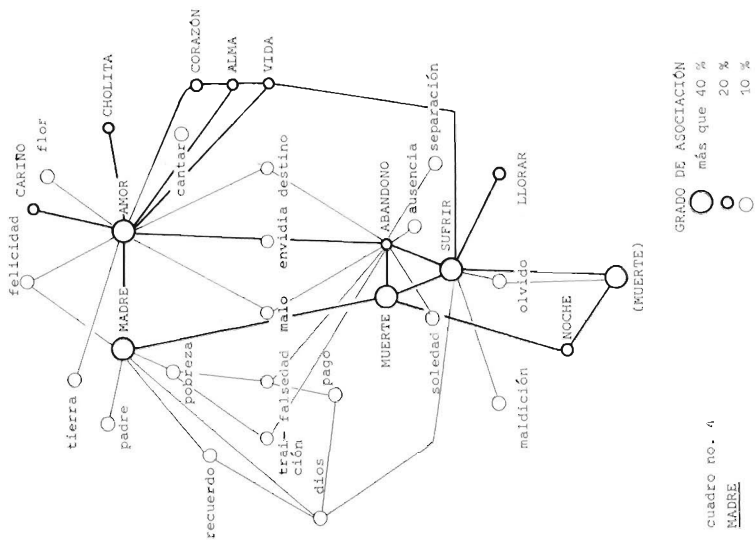 cuadro no. 4
MADRE
GRADO DE ASOCIACIÓN
más que 40 %
20 %
10 %
recuerdo
dios
padre
tierra
pobreza
trai-
ción
falsedad
pago
maldición
felicidad
MADRE
malo
MUERTE
soledad
NOCHE
CARIÑO
flor
AMOR
envidia
destino
ABANDONO
ausencia
SUFRIR
olvido
(MUERTE)
CHOLITA
cantar
separación
LLORAR
CORAZÓN
ALMA
VIDA